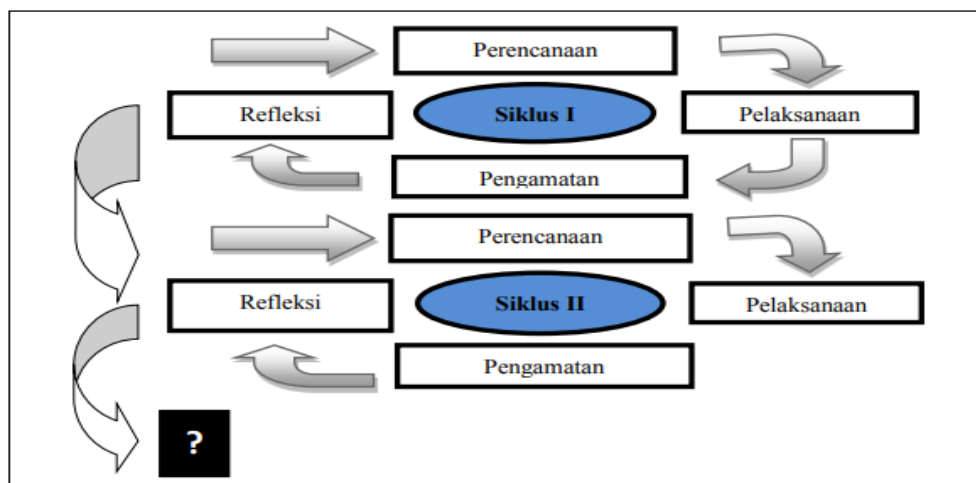 Perencanaan
Refleksi
Siklus I
Pelaksanaan
Pengamatan
Perencanaan
Refleksi
Siklus II
Pelaksanaan
Pengamatan
?